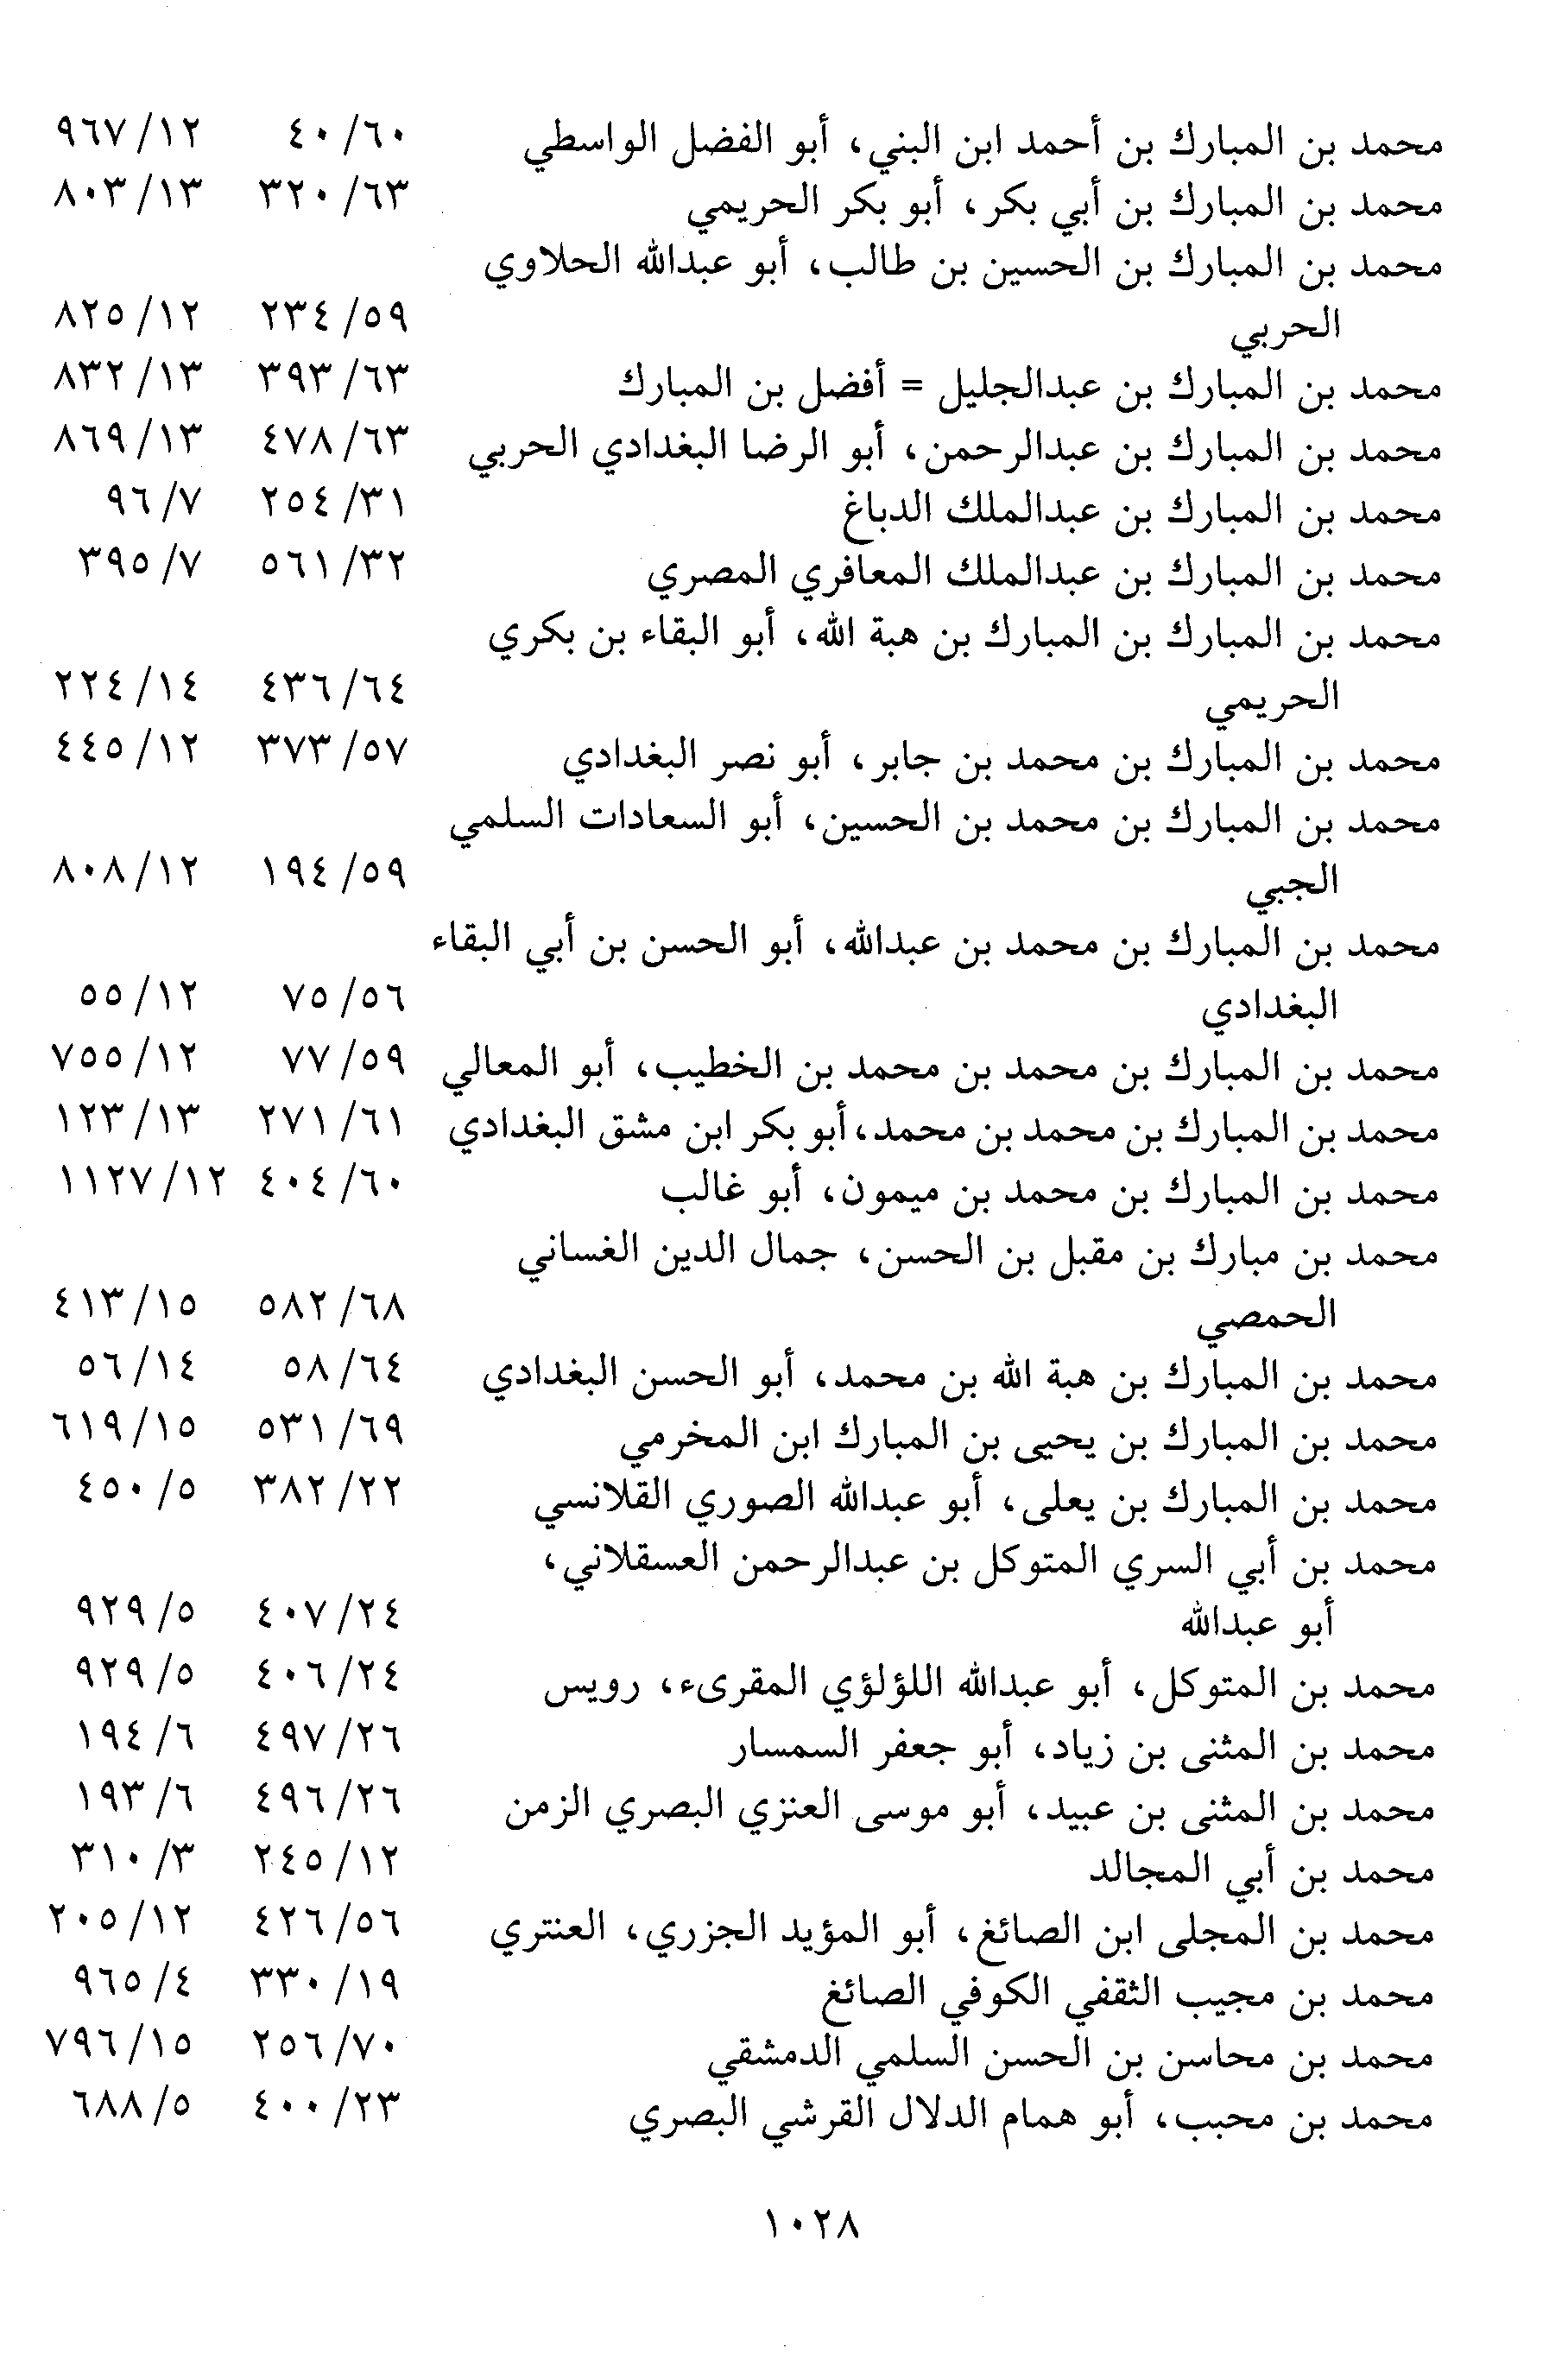 محمد بن المبارك بن أحمد ابن البني، أبو الفضل الواسطي ٤٠/٦٠ ٩٦٧/١٢
محمد بن المبارك بن أبي بكر، أبو بكر الحريمي ٣٢٠/٦٣ ٨٠٣/١٣
محمد بن المبارك بن الحسين بن طالب، أبو عبدالله الحلاوي
الحربي ٢٣٤/٥٩ ٨٢٥/١٢
محمد بن المبارك بن عبدالجليل = أفضل بن المبارك ٣٩٣/٦٣ ٨٣٢/١٣
محمد بن المبارك بن عبدالرحمن، أبو الرضا البغدادي الحربي ٤٧٨/٦٣ ٨٦٩/١٣
محمد بن المبارك بن عبدالملك الدباغ ٢٥٤/٣١ ٩٦/٧
محمد بن المبارك بن عبدالملك المعافري المصري ٥٦١/٣٢ ٣٩٥/٧
محمد بن المبارك بن المبارك بن هبة الله، أبو البقاء بن بكري
الحريمي ٤٣٦/٦٤ ٢٢٤/١٤
محمد بن المبارك بن محمد بن جابر، أبو نصر البغدادي ٣٧٣/٥٧ ٤٤٥/١٢
محمد بن المبارك بن محمد بن الحسين، أبو السعادات السلمي
الجبي ١٩٤/٥٩ ٨٠٨/١٢
محمد بن المبارك بن محمد بن عبدالله، أبو الحسن بن أبي البقاء
البغدادي ٧٥/٥٦ ٥٥/١٢
محمد بن المبارك بن محمد بن محمد بن الخطيب، أبو المعالي ٧٧/٥٩ ٧٥٥/١٢
محمد بن المبارك بن محمد بن محمد، أبو بكر ابن مشق البغدادي ٢٧١/٦١ ١٢٣/١٣
محمد بن المبارك بن محمد بن ميمون، أبو غالب ٤٠٤/٦٠ ١١٢٧/١٢
محمد بن مبارك بن مقبل بن الحسن، جمال الدين الغساني
الحمصي ٥٨٢/٦٨ ٤١٣/١٥
محمد بن المبارك بن هبة الله بن محمد، أبو الحسن البغدادي ٥٨/٦٤ ٥٦/١٤
محمد بن المبارك بن يحيى بن المبارك ابن المخرمي ٥٣١/٦٩ ٦١٩/١٥
محمد بن المبارك بن يعلى، أبو عبدالله الصوري القلانسي ٣٨٢/٢٢ ٤٥٠/٥
محمد بن أبي السري المتوكل بن عبدالرحمن العسقلاني،
أبو عبدالله ٤٠٧/٢٤ ٩٢٩/٥
محمد بن المتوكل، أبو عبدالله اللؤلؤي المقرىء، رويس ٤٠٦/٢٤ ٩٢٩/٥
محمد بن المثنى بن زياد، أبو جعفر السمسار ٤٩٧/٢٦ ١٩٤/٦
محمد بن المثنى بن عبيد، أبو موسى العنزي البصري الزمن ٤٩٦/٢٦ ١٩٣/٦
محمد بن أبي المجالد ٢٤٥/١٢ ٣١٠/٣
محمد بن المجلى ابن الصائغ، أبو المؤيد الجزري، العنتري ٤٢٦/٥٦ ٢٠٥/١٢
محمد بن مجيب الثقفي الكوفي الصائغ ٣٣٠/١٩ ٩٦٥/٤
محمد بن محاسن بن الحسن السلمي الدمشقي ٢٥٦/٧٠ ٧٩٦/١٥
محمد بن محبب، أبو همام الدلال القرشي البصري ٤٠٠/٢٣ ٦٨٨/٥
١٠٢٨